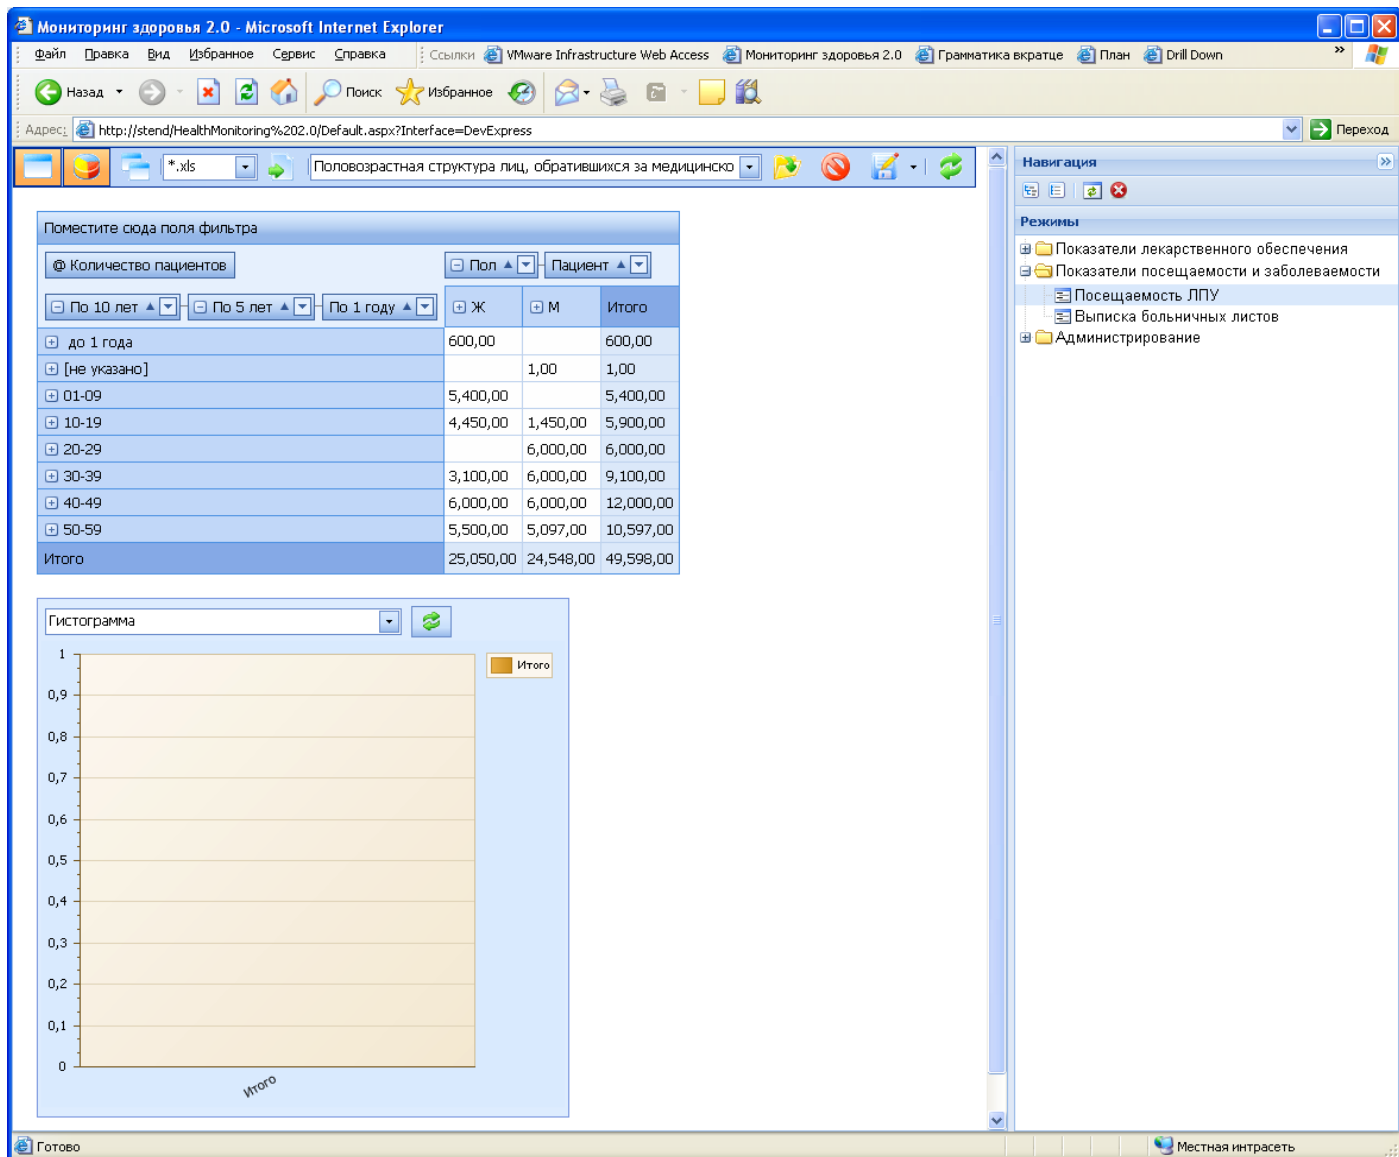 Мониторинг здоровья 2.0 - Microsoft Internet Explorer
Файл Правка Вид Избранное Сервис Справка Ссылки VMware Infrastructure Web Access Мониторинг здоровья 2.0 Грамматика вкратце План Drill Down »
Назад Поиск Избранное
Адрес: http://stend/HealthMonitoring%202.0/Default.aspx?Interface=DevExpress Переход
*.xls Половозрастная структура лиц, обратившихся за медицинско
Поместите сюда поля фильтра
@ Количество пациентов Пол Пациент
По 10 лет По 5 лет По 1 году Ж М Итого
до 1 года 600,00 600,00
[не указано] 1,00 1,00
01-09 5,400,00 5,400,00
10-19 4,450,00 1,450,00 5,900,00
20-29 6,000,00 6,000,00
30-39 3,100,00 6,000,00 9,100,00
40-49 6,000,00 6,000,00 12,000,00
50-59 5,500,00 5,097,00 10,597,00
Итого 25,050,00 24,548,00 49,598,00
Гистограмма
1
0,9
0,8
0,7
0,6
0,5
0,4
0,3
0,2
0,1
0
Итого
Итого
Навигация »
Режимы
Показатели лекарственного обеспечения
Показатели посещаемости и заболеваемости
Посещаемость ЛПУ
Выписка больничных листов
Администрирование
Готово Местная интрасеть